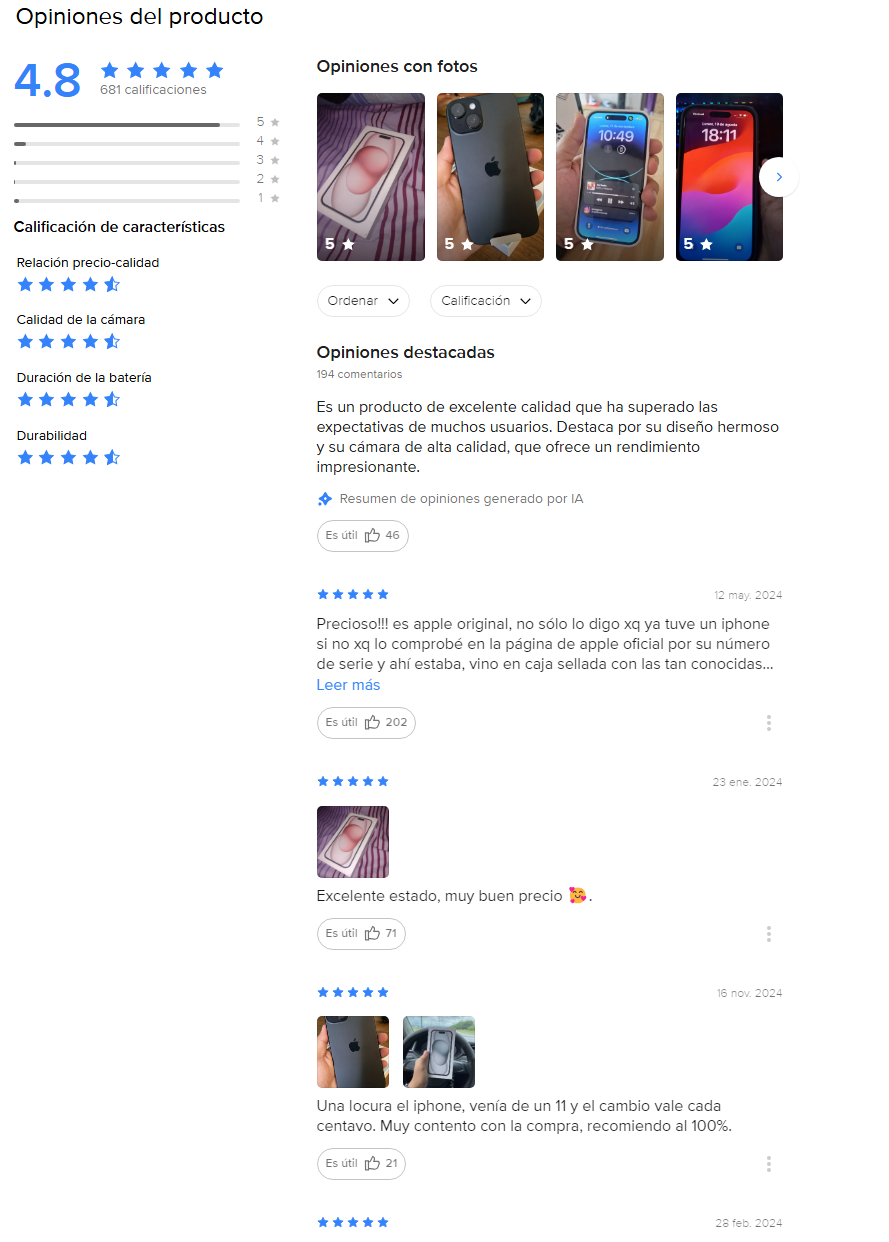 Opiniones del producto
4.8
681 calificaciones
5
4
3
2
1
Calificación de características
Relación precio-calidad
Calidad de la cámara
Duración de la batería
Durabilidad
Opiniones con fotos
10:49
18:11
5
5
5
5
Ordenar
Calificación
Opiniones destacadas
194 comentarios
Es un producto de excelente calidad que ha superado las
expectativas de muchos usuarios. Destaca por su diseño hermoso
y su cámara de alta calidad, que ofrece un rendimiento
impresionante.
Resumen de opiniones generado por IA
Es útil 46
12 may. 2024
Precioso!!! es apple original, no sólo lo digo xq ya tuve un iphone
si no xq lo comprobé en la página de apple oficial por su número
de serie y ahí estaba, vino en caja sellada con las tan conocidas...
Leer más
Es útil 202
23 ene. 2024
Excelente estado, muy buen precio 🥰.
Es útil 71
16 nov. 2024
Una locura el iphone, venía de un 11 y el cambio vale cada
centavo. Muy contento con la compra, recomiendo al 100%.
Es útil 21
28 feb. 2024